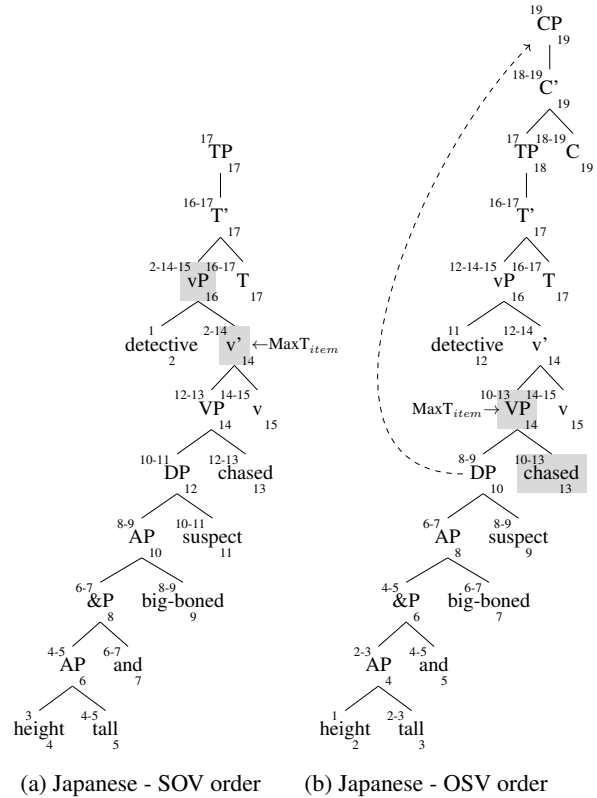 17 TP 17
16-17 T' 17
2-14-15 vP 16 16-17 T 17
1 detective 2 2-14 v' 14 ←MaxT item
12-13 VP 14 14-15 v 15
10-11 DP 12 12-13 chased 13
8-9 AP 10 10-11 suspect 11
6-7 &P 8 8-9 big-boned 9
4-5 AP 6 6-7 and 7
3 height 4 4-5 tall 5
(a) Japanese - SOV order
19 CP 19
18-19 C' 19
17 TP 18 18-19 C 19
16-17 T' 17
12-14-15 vP 16 16-17 T 17
11 detective 12 12-14 v' 14
MaxT item→ 10-13 VP 14 14-15 v 15
8-9 DP 10 10-13 chased 13
6-7 AP 8 8-9 suspect 9
4-5 &P 6 6-7 big-boned 7
2-3 AP 4 4-5 and 5
1 height 2 2-3 tall 3
(b) Japanese - OSV order